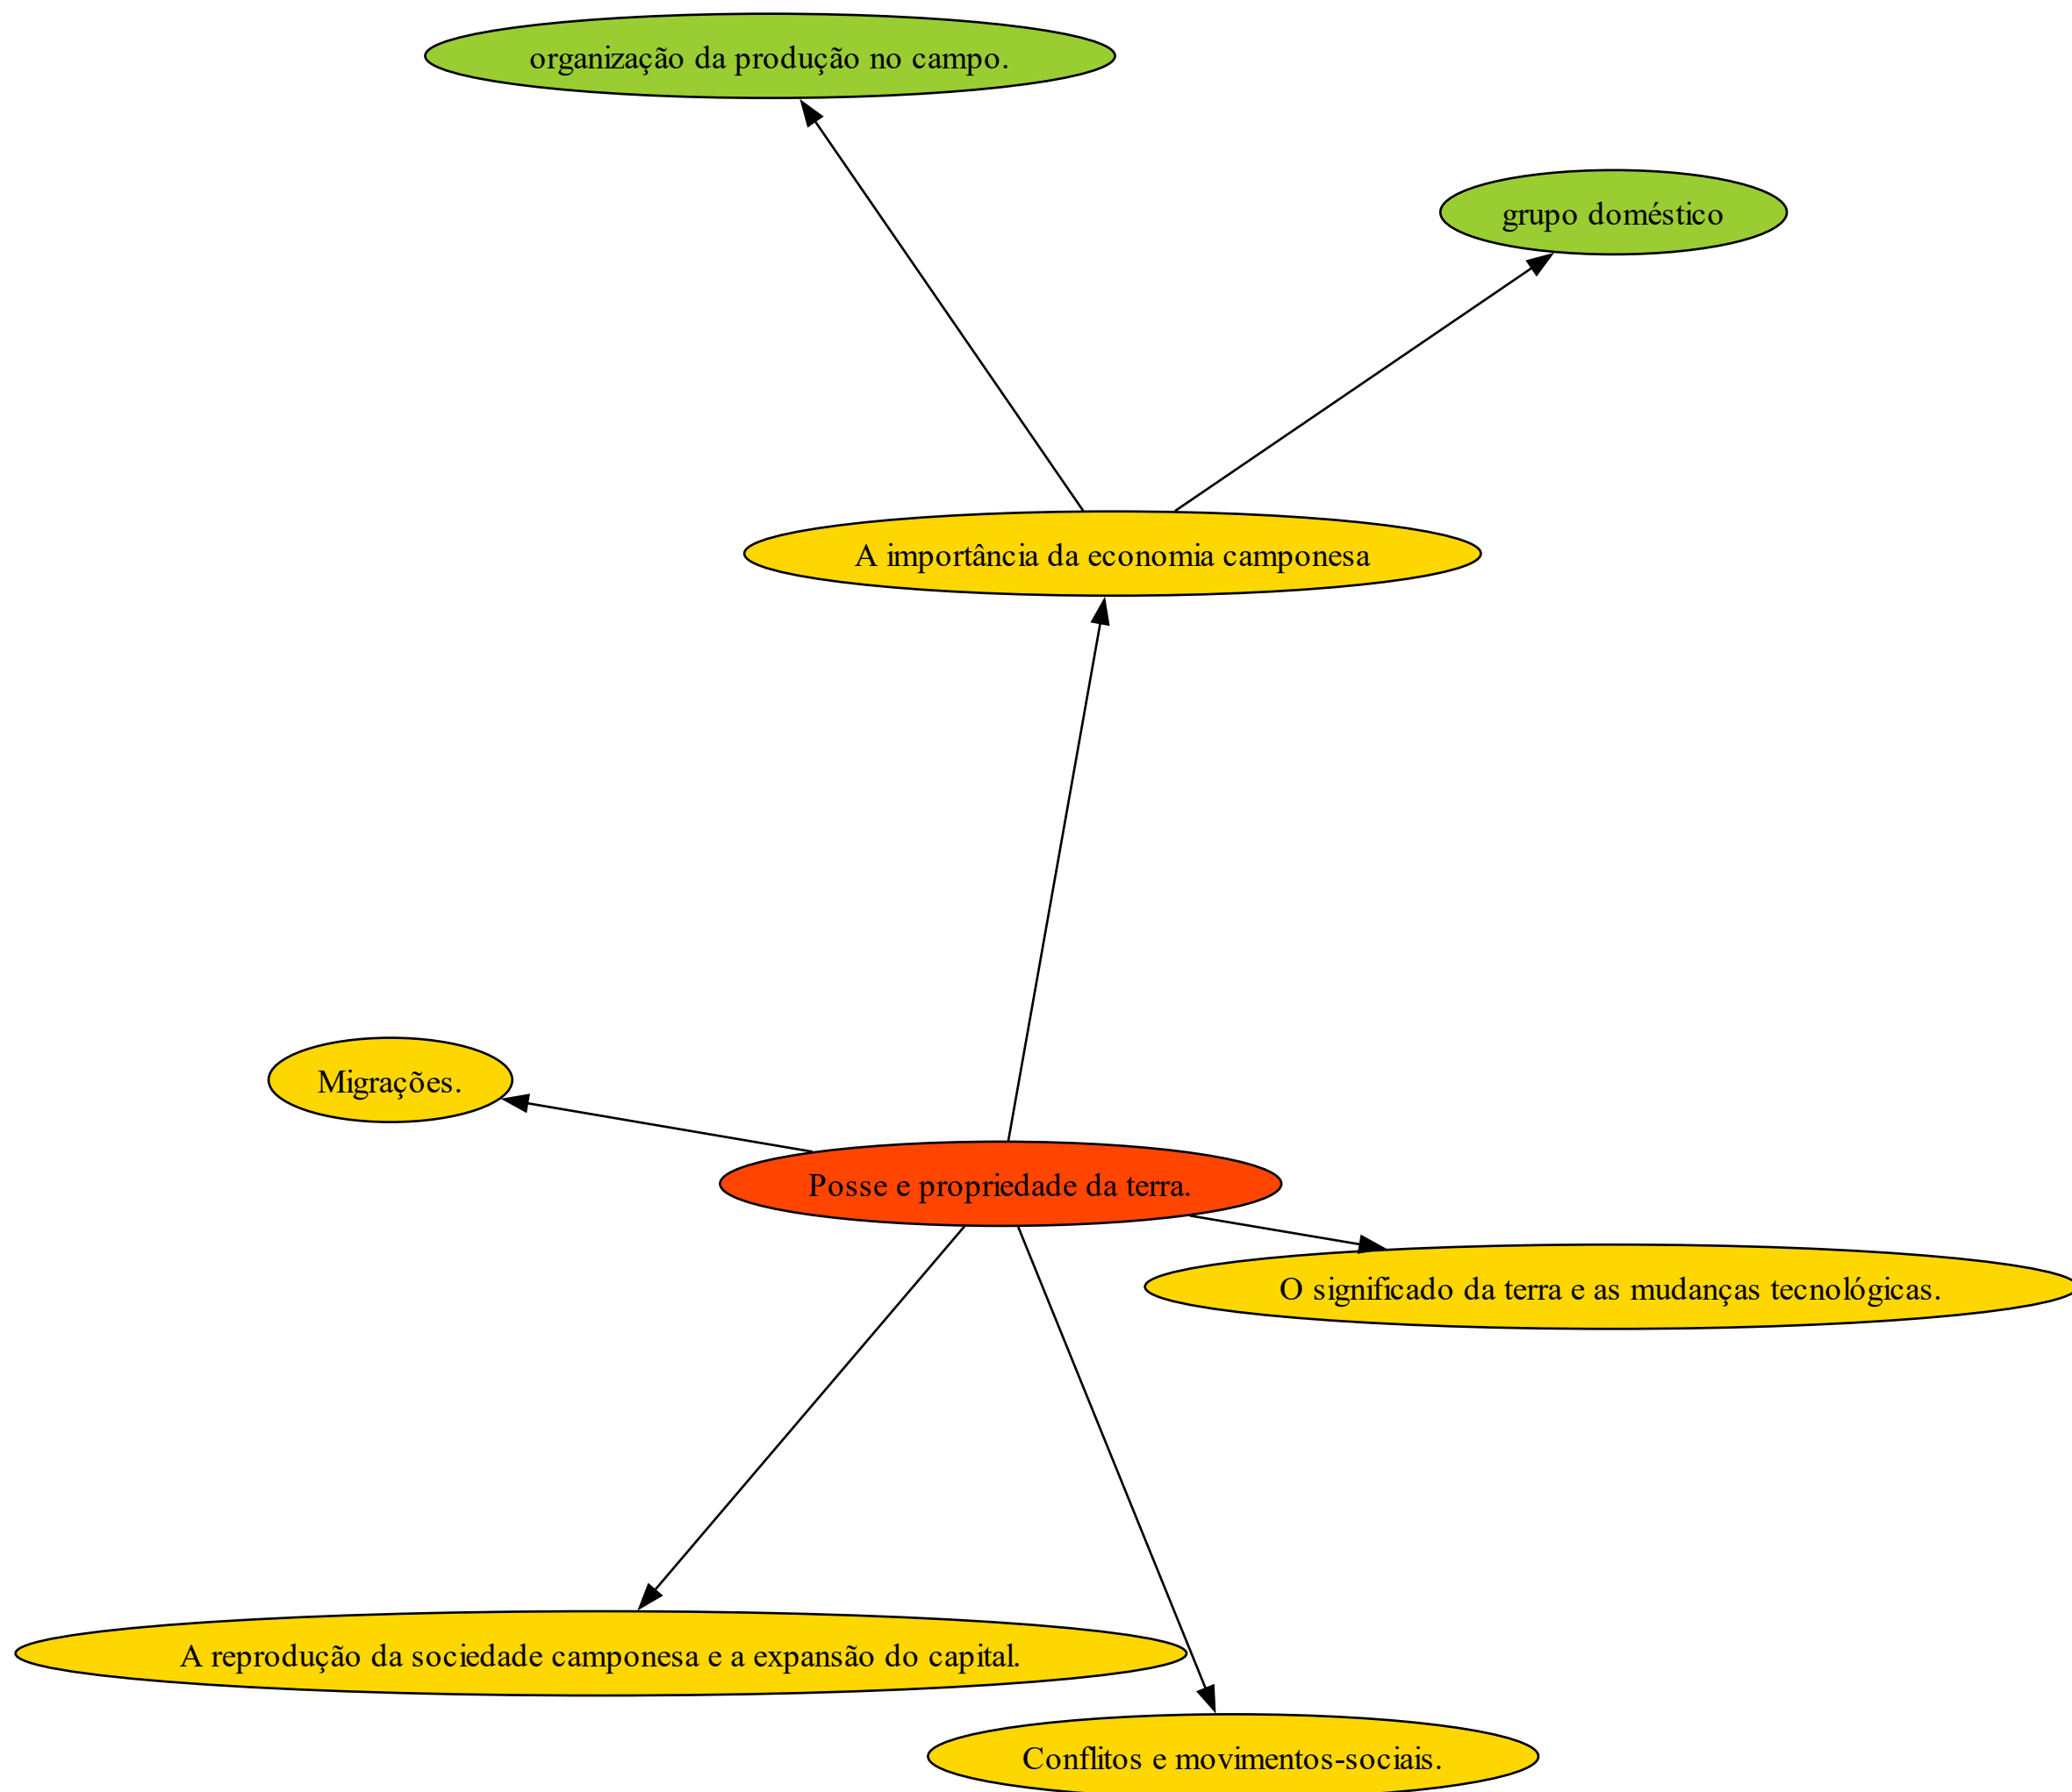 organização da produção no campo.
grupo doméstico
A importância da economia camponesa
Migrações.
Posse e propriedade da terra.
O significado da terra e as mudanças tecnológicas.
A reprodução da sociedade camponesa e a expansão do capital.
Conflitos e movimentos-sociais.